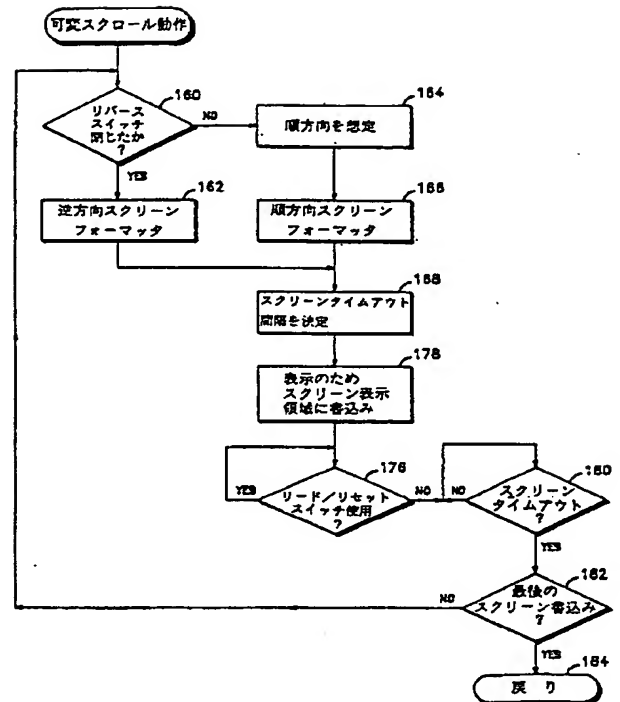 可変スクロール動作
160
リバース
スイッチ
閉じたか
?
NO
YES
164
順方向を想定
162
逆方向スクリーン
フォーマッタ
166
順方向スクリーン
フォーマッタ
168
スクリーンタイムアウト
間隔を決定
178
表示のため
スクリーン表示
領域に書込み
176
リード/リセット
スイッチ使用
?
YES
NO
180
NO
スクリーン
タイムアウト
?
YES
182
最後の
スクリーン書込み
?
NO
YES
184
戻り